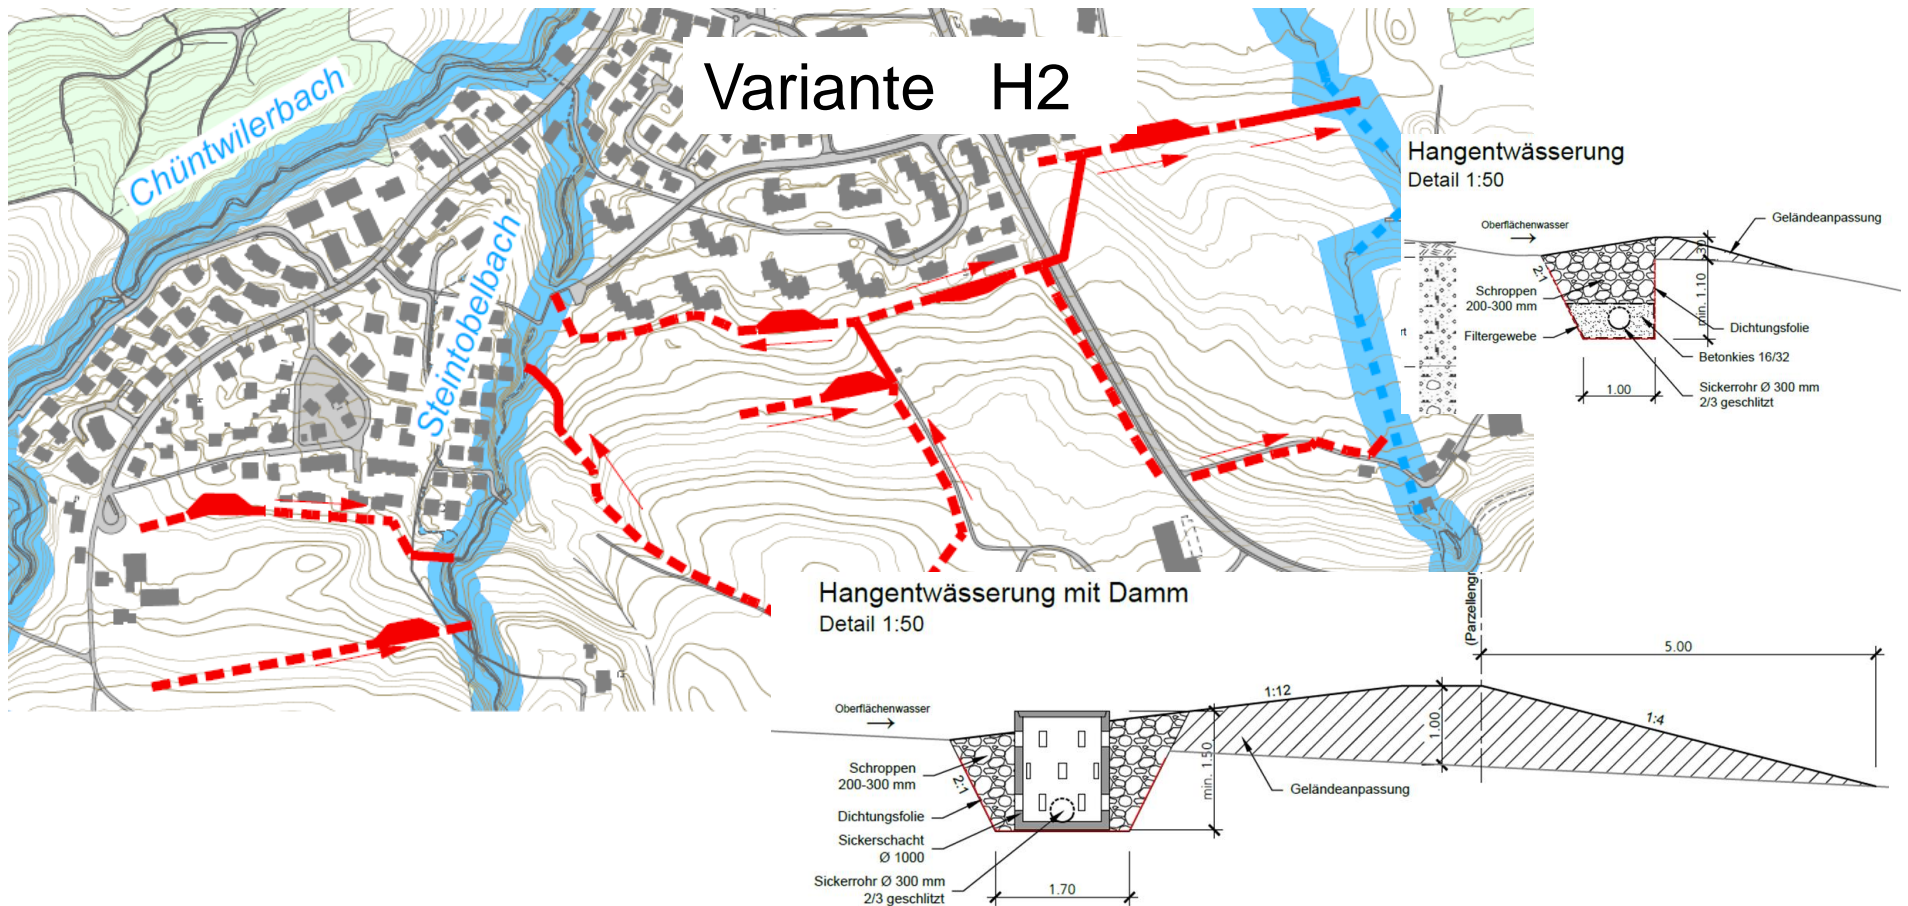 Variante H2
Chüntwilerbach
Steintobelbach
Hangentwässerung
Detail 1:50
Oberflächenwasser
Geländeanpassung
30
2:1
Schroppen
200-300 mm
min. 1.10
Filtergewebe
Dichtungsfolie
Betonkies 16/32
1.00
Sickerrohr Ø 300 mm
2/3 geschlitzt
Hangentwässerung mit Damm
Detail 1:50
(Parzellengr
5.00
Oberflächenwasser
1:12
1.00
1:4
Schroppen
200-300 mm
2:1
min. 1.50
Geländeanpassung
Dichtungsfolie
Sickerschacht
Ø 1000
Sickerrohr Ø 300 mm
2/3 geschlitzt
1.70